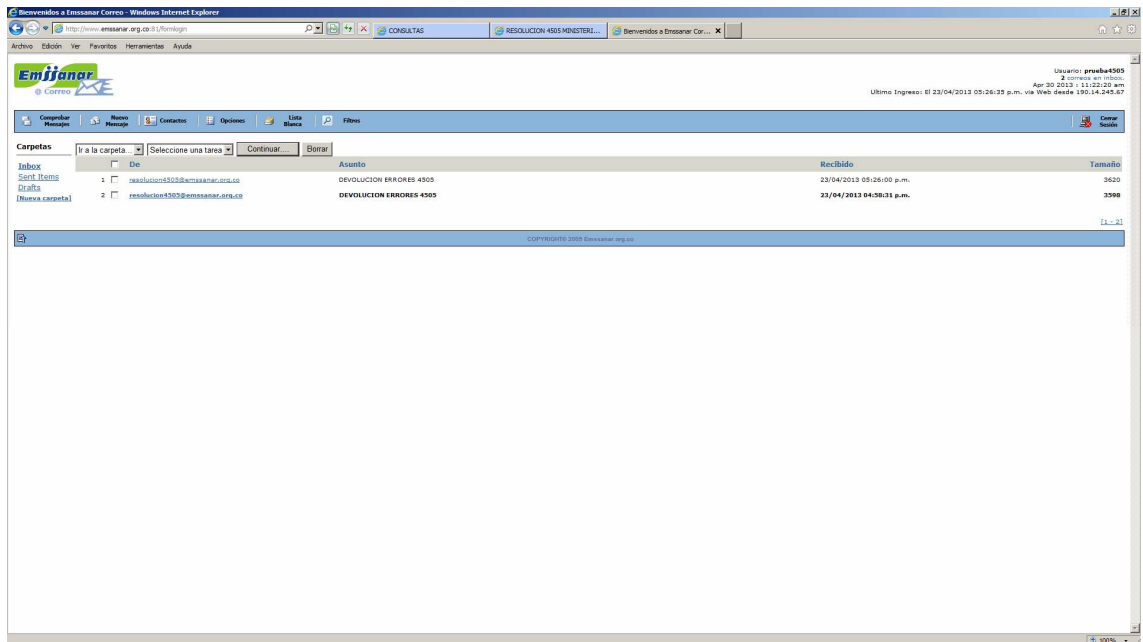 Bienvenidos a Emssanar Correo - Windows Internet Explorer
http://www.emssanar.org.co:81/formlogin
CONSULTAS
RESOLUCION 4505 MINISTERI...
Bienvenidos a Emssanar Cor...
Archivo Edición Ver Favoritos Herramientas Ayuda
Emssanar
@ Correo
Usuario: prueba4505
2 correos en inbox.
Apr 30 2013 : 11:22:20 am
Ultimo Ingreso: El 23/04/2013 05:26:35 p.m. via Web desde 190.14.245.67
Comprobar Mensajes
Nuevo Mensaje
Contactos
Opciones
Lista Blanca
Filtros
Cerrar Sesión
Carpetas
Ir a la carpeta... Seleccione una tarea Continuar.... Borrar
Inbox
Sent Items
Drafts
[Nueva carpeta]
De Asunto Recibido Tamaño
1 resolucion4505@emssanar.org.co DEVOLUCION ERRORES 4505 23/04/2013 05:26:00 p.m. 3620
2 resolucion4505@emssanar.org.co DEVOLUCION ERRORES 4505 23/04/2013 04:58:31 p.m. 3598
[1 - 2]
COPYRIGHT© 2005 Emssanar.org.co
100%